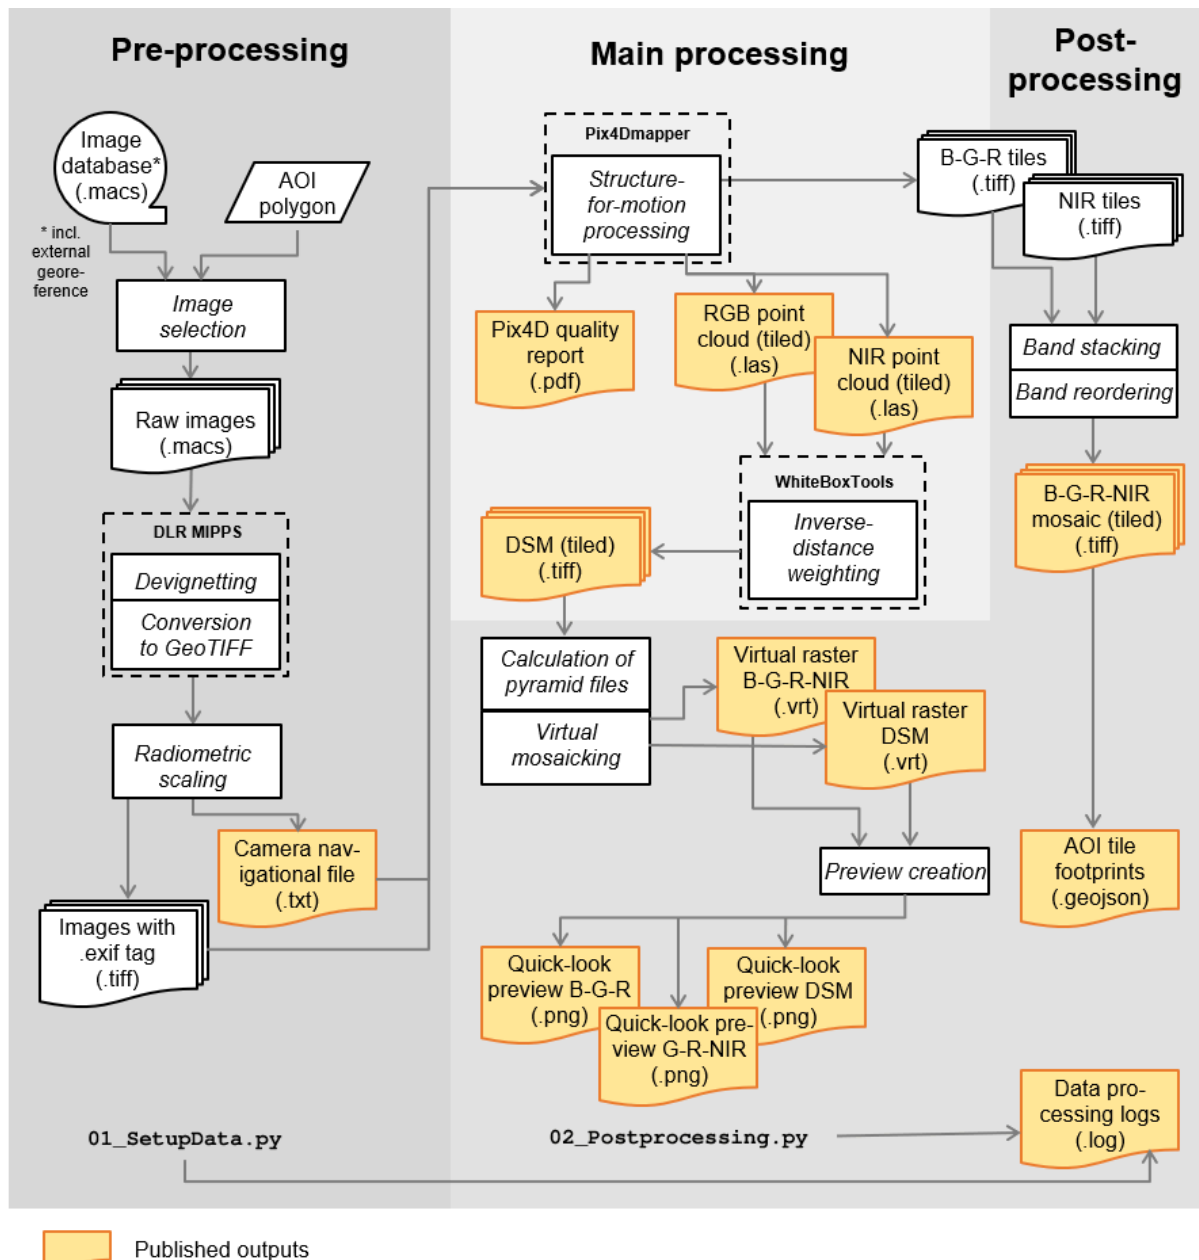 Pre-processing
Main processing
Post-
processing
Image
database*
(.macs)
AOI
polygon
* incl.
external
geore-
ference
Image
selection
Raw images
(.macs)
DLR MIPPS
Devignetting
Conversion
to GeoTIFF
Radiometric
scaling
Camera nav-
igational file
(.txt)
Images with
.exif tag
(.tiff)
01_SetupData.py
Pix4Dmapper
Structure-
for-motion
processing
Pix4D quality
report
(.pdf)
RGB point
cloud (tiled)
(.las)
NIR point
cloud (tiled)
(.las)
WhiteBoxTools
Inverse-
distance
weighting
DSM (tiled)
(.tiff)
B-G-R tiles
(.tiff)
NIR tiles
(.tiff)
Band stacking
Band reordering
B-G-R-NIR
mosaic (tiled)
(.tiff)
AOI tile
footprints
(.geojson)
Calculation of
pyramid files
Virtual
mosaicking
Virtual raster
B-G-R-NIR
(.vrt)
Virtual raster
DSM
(.vrt)
Preview creation
Quick-look
preview B-G-R
(.png)
Quick-look pre-
view G-R-NIR
(.png)
Quick-look
preview DSM
(.png)
02_Postprocessing.py
Data pro-
cessing logs
(.log)
Published outputs